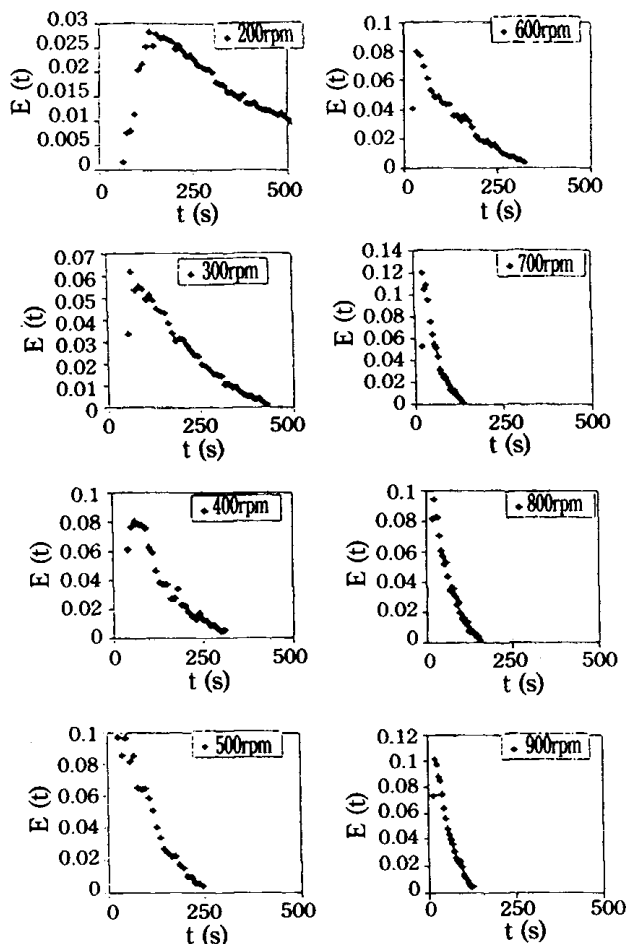 0.03
0.025
0.02
0.015
0.01
0.005
0
E (t)
200rpm
0 250 500
t (s)
0.1
0.08
0.06
0.04
0.02
0
E (t)
600rpm
0 250 500
t (s)
0.07
0.06
0.05
0.04
0.03
0.02
0.01
0
E (t)
300rpm
0 250 500
t (s)
0.14
0.12
0.1
0.08
0.06
0.04
0.02
0
E (t)
700rpm
0 250 500
t (s)
0.1
0.08
0.06
0.04
0.02
0
E (t)
400rpm
0 250 500
t (s)
0.1
0.08
0.06
0.04
0.02
0
E (t)
800rpm
0 250 500
t (s)
0.1
0.08
0.06
0.04
0.02
0
E (t)
500rpm
0 250 500
t (s)
0.12
0.1
0.08
0.06
0.04
0.02
0
E (t)
900rpm
0 250 500
t (s)